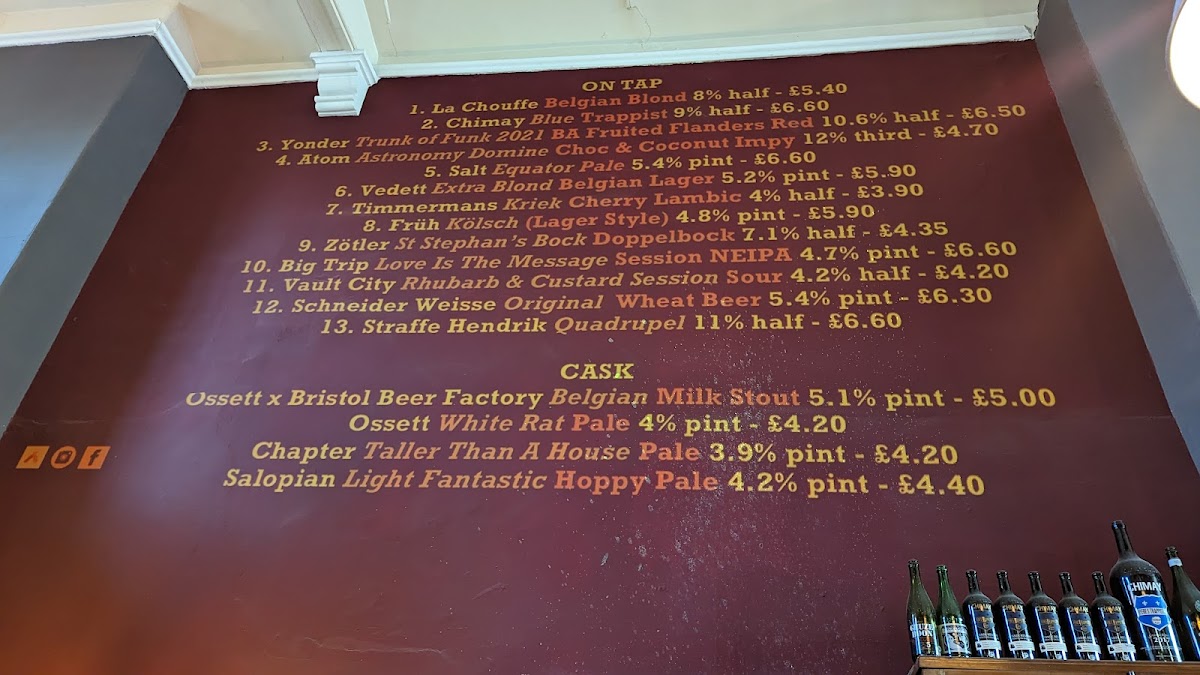 ON TAP
1. La Chouffe Belgian Blond 8% half - £5.40
2. Chimay Blue Trappist 9% half - £6.60
3. Yonder Trunk of Funk 2021 BA Fruited Flanders Red 10.6% half - £6.50
4. Atom Astronomy Domine Choc & Coconut Impy 12% third - £4.70
5. Salt Equator Pale 5.4% pint - £6.60
6. Vedett Extra Blond Belgian Lager 5.2% pint - £5.90
7. Timmermans Kriek Cherry Lambic 4% half - £3.90
8. Früh Kölsch (Lager Style) 4.8% pint - £5.90
9. Zötler St Stephan's Bock Doppelbock 7.1% half - £4.35
10. Big Trip Love Is The Message Session NEIPA 4.7% pint - £6.60
11. Vault City Rhubarb & Custard Session Sour 4.2% half - £4.20
12. Schneider Weisse Original Wheat Beer 5.4% pint - £6.30
13. Straffe Hendrik Quadrupel 11% half - £6.60
CASK
Ossett x Bristol Beer Factory Belgian Milk Stout 5.1% pint - £5.00
Ossett White Rat Pale 4% pint - £4.20
Chapter Taller Than A House Pale 3.9% pint - £4.20
Salopian Light Fantastic Hoppy Pale 4.2% pint - £4.40
CHIMAY